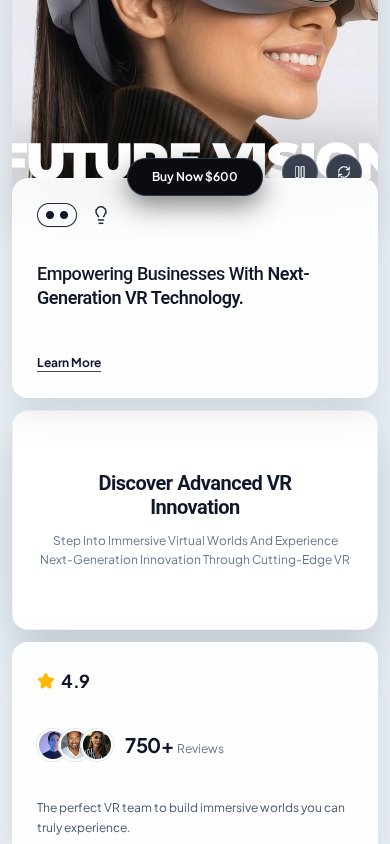 FUTURE VISION
Buy Now $600
Empowering Businesses With Next-
Generation VR Technology.
Learn More
Discover Advanced VR
Innovation
Step Into Immersive Virtual Worlds And Experience
Next-Generation Innovation Through Cutting-Edge VR
4.9
750+ Reviews
The perfect VR team to build immersive worlds you can
truly experience.